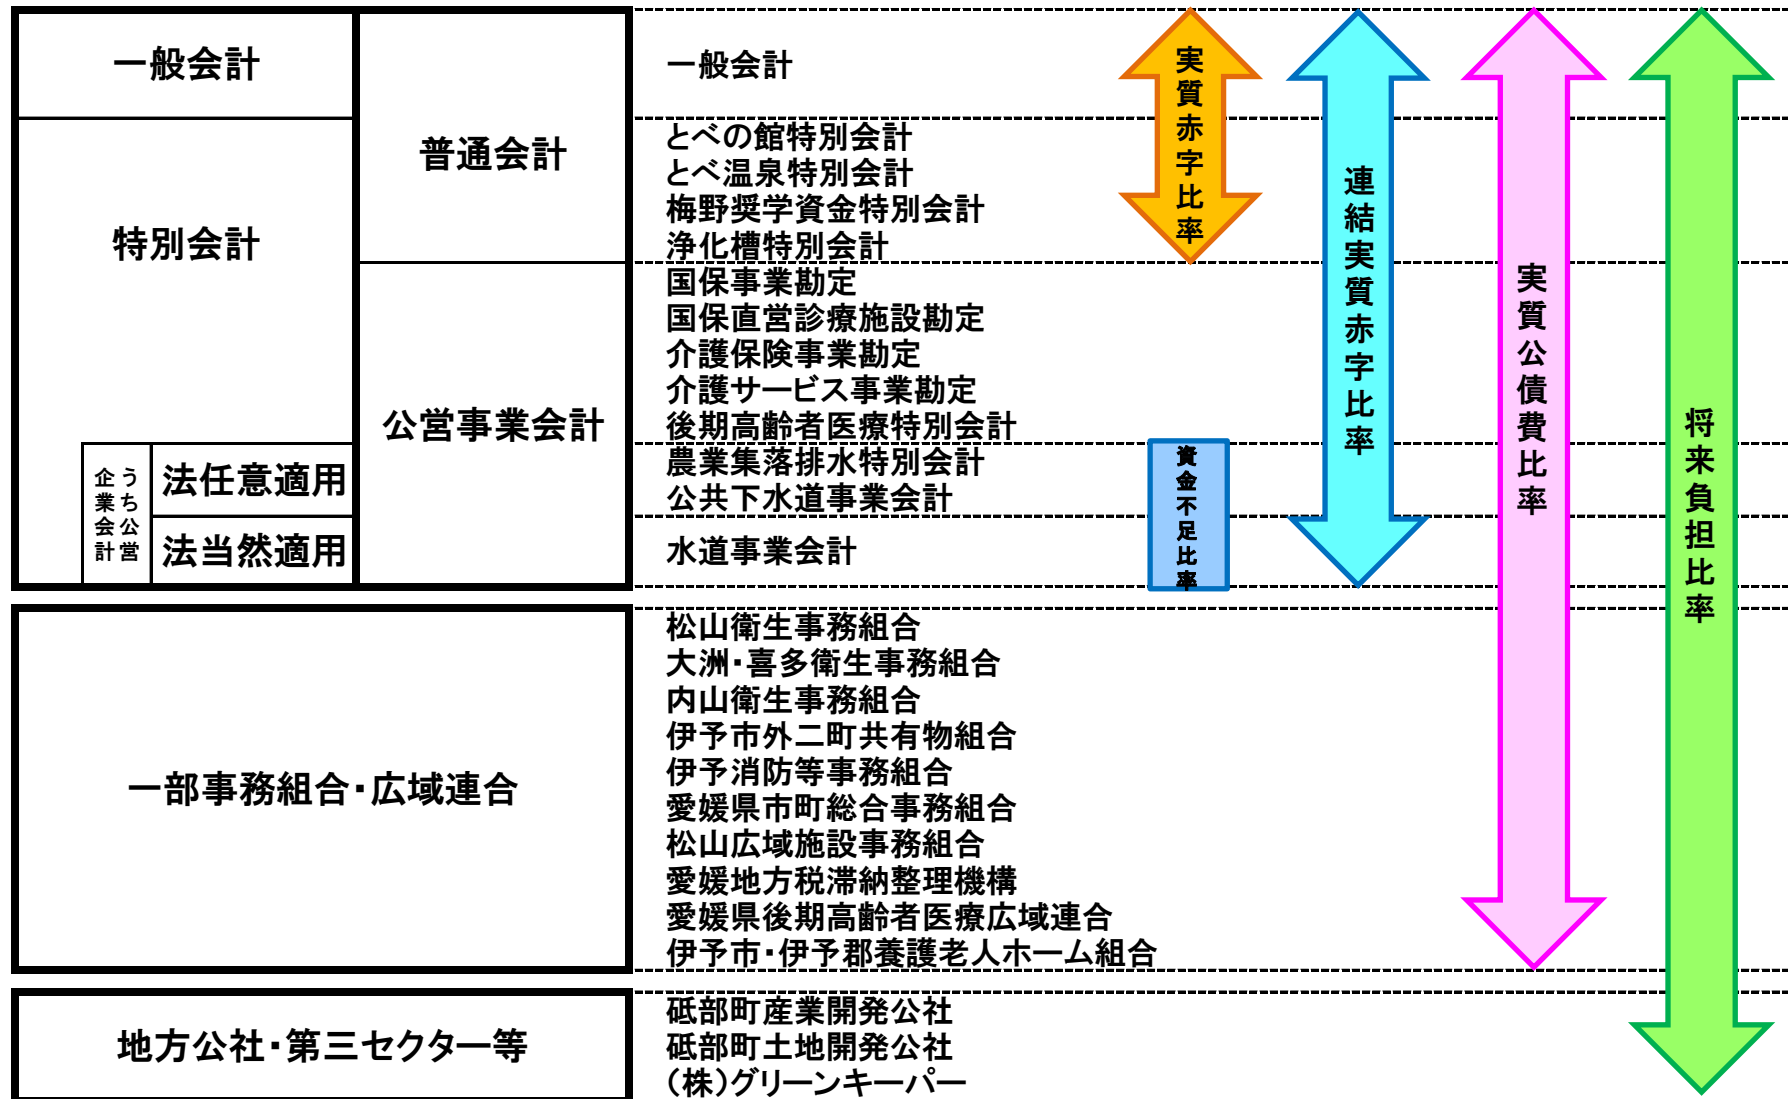 一般会計
特別会計
うち公営
企業会計
法任意適用
法当然適用
普通会計
公営事業会計
一般会計
とべの館特別会計
とべ温泉特別会計
梅野奨学資金特別会計
浄化槽特別会計
国保事業勘定
国保直営診療施設勘定
介護保険事業勘定
介護サービス事業勘定
後期高齢者医療特別会計
農業集落排水特別会計
公共下水道事業会計
水道事業会計
実質赤字比率
資金不足比率
連結実質赤字比率
実質公債費比率
将来負担比率
一部事務組合・広域連合
松山衛生事務組合
大洲・喜多衛生事務組合
内山衛生事務組合
伊予市外二町共有物組合
伊予消防等事務組合
愛媛県市町総合事務組合
松山広域施設事務組合
愛媛地方税滞納整理機構
愛媛県後期高齢者医療広域連合
伊予市・伊予郡養護老人ホーム組合
地方公社・第三セクター等
砥部町産業開発公社
砥部町土地開発公社
（株）グリーンキーパー